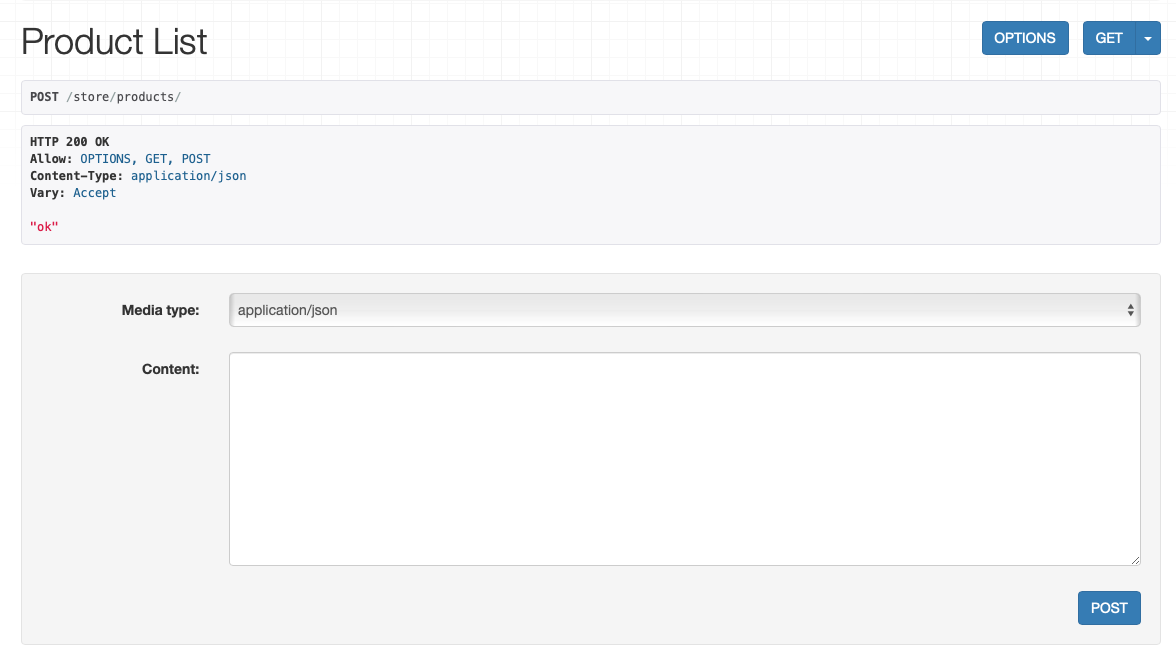 Product List
OPTIONS
GET
POST /store/products/
HTTP 200 OK
Allow: OPTIONS, GET, POST
Content-Type: application/json
Vary: Accept
"ok"
Media type:
application/json
Content:
POST